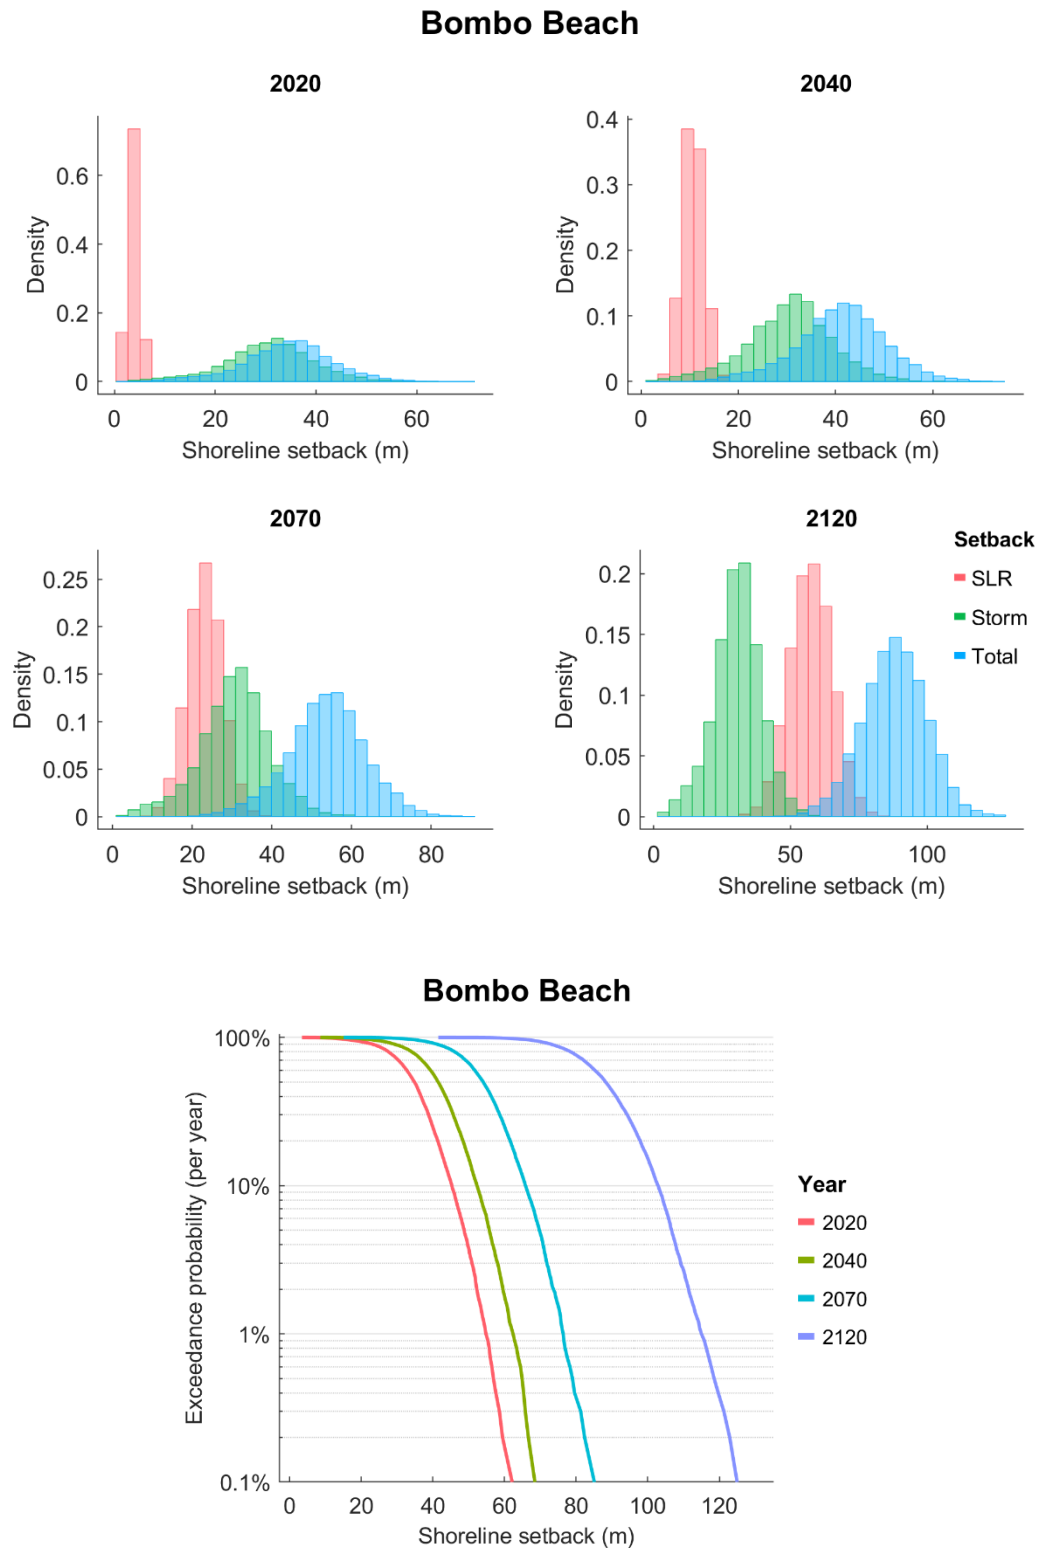 Bombo Beach
2020
0.6
0.4
0.2
0
Density
0 20 40 60
Shoreline setback (m)
2040
0.4
0.3
0.2
0.1
0
Density
0 20 40 60
Shoreline setback (m)
2070
0.25
0.2
0.15
0.1
0.05
0
Density
0 20 40 60 80
Shoreline setback (m)
2120
0.2
0.15
0.1
0.05
0
Density
0 50 100
Shoreline setback (m)
Setback
SLR
Storm
Total
Bombo Beach
100%
10%
1%
0.1%
Exceedance probability (per year)
0 20 40 60 80 100 120
Shoreline setback (m)
Year
2020
2040
2070
2120